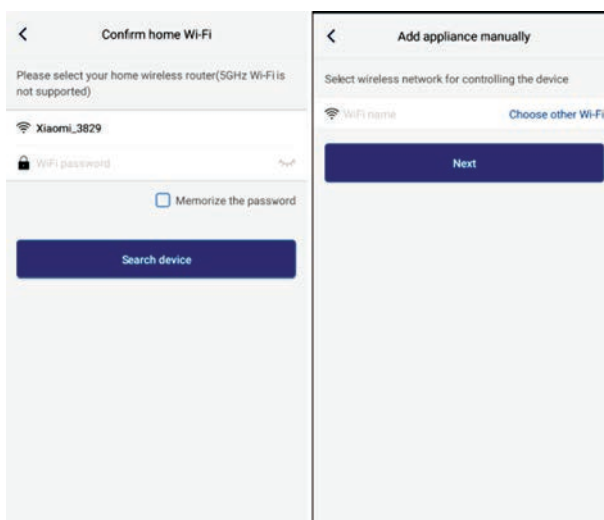 Confirm home Wi-Fi
Please select your home wireless router(5GHz Wi-Fi is
not supported)
Xiaomi_3829
WiFi password
Memorize the password
Search device
Add appliance manually
Select wireless network for controlling the device
WiFi name
Choose other Wi-Fi
Next